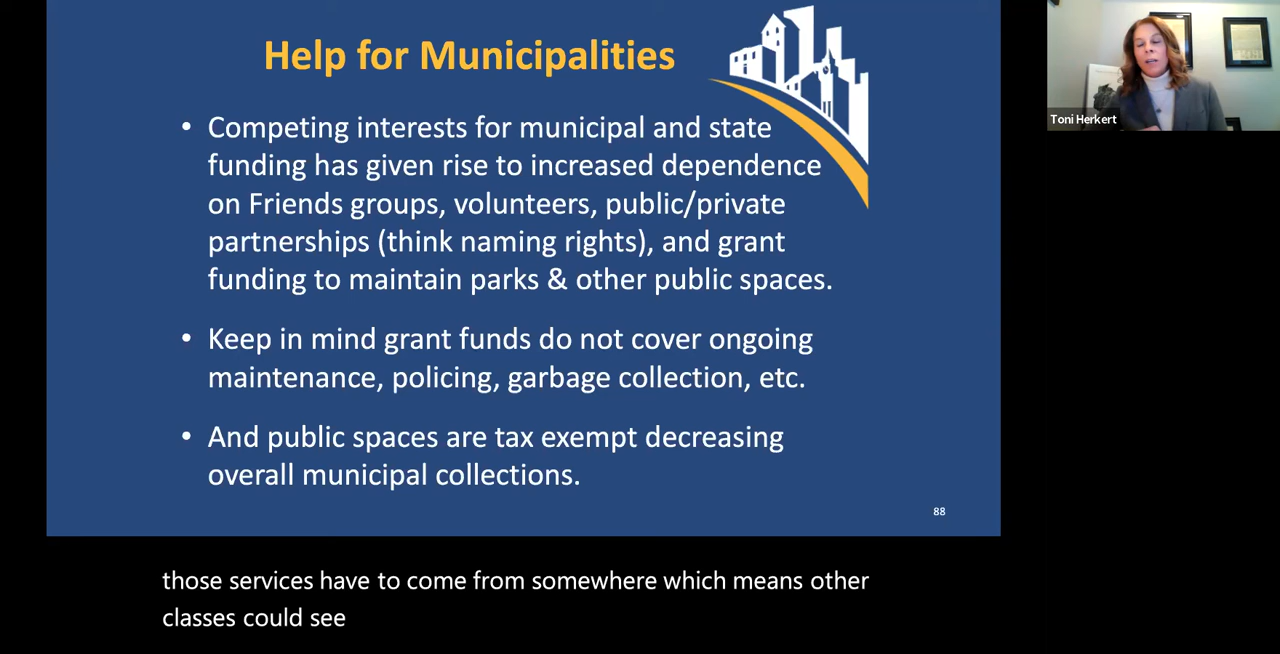 Help for Municipalities
• Competing interests for municipal and state
funding has given rise to increased dependence
on Friends groups, volunteers, public/private
partnerships (think naming rights), and grant
funding to maintain parks & other public spaces.
• Keep in mind grant funds do not cover ongoing
maintenance, policing, garbage collection, etc.
• And public spaces are tax exempt decreasing
overall municipal collections.
88
Toni Herkert
those services have to come from somewhere which means other
classes could see